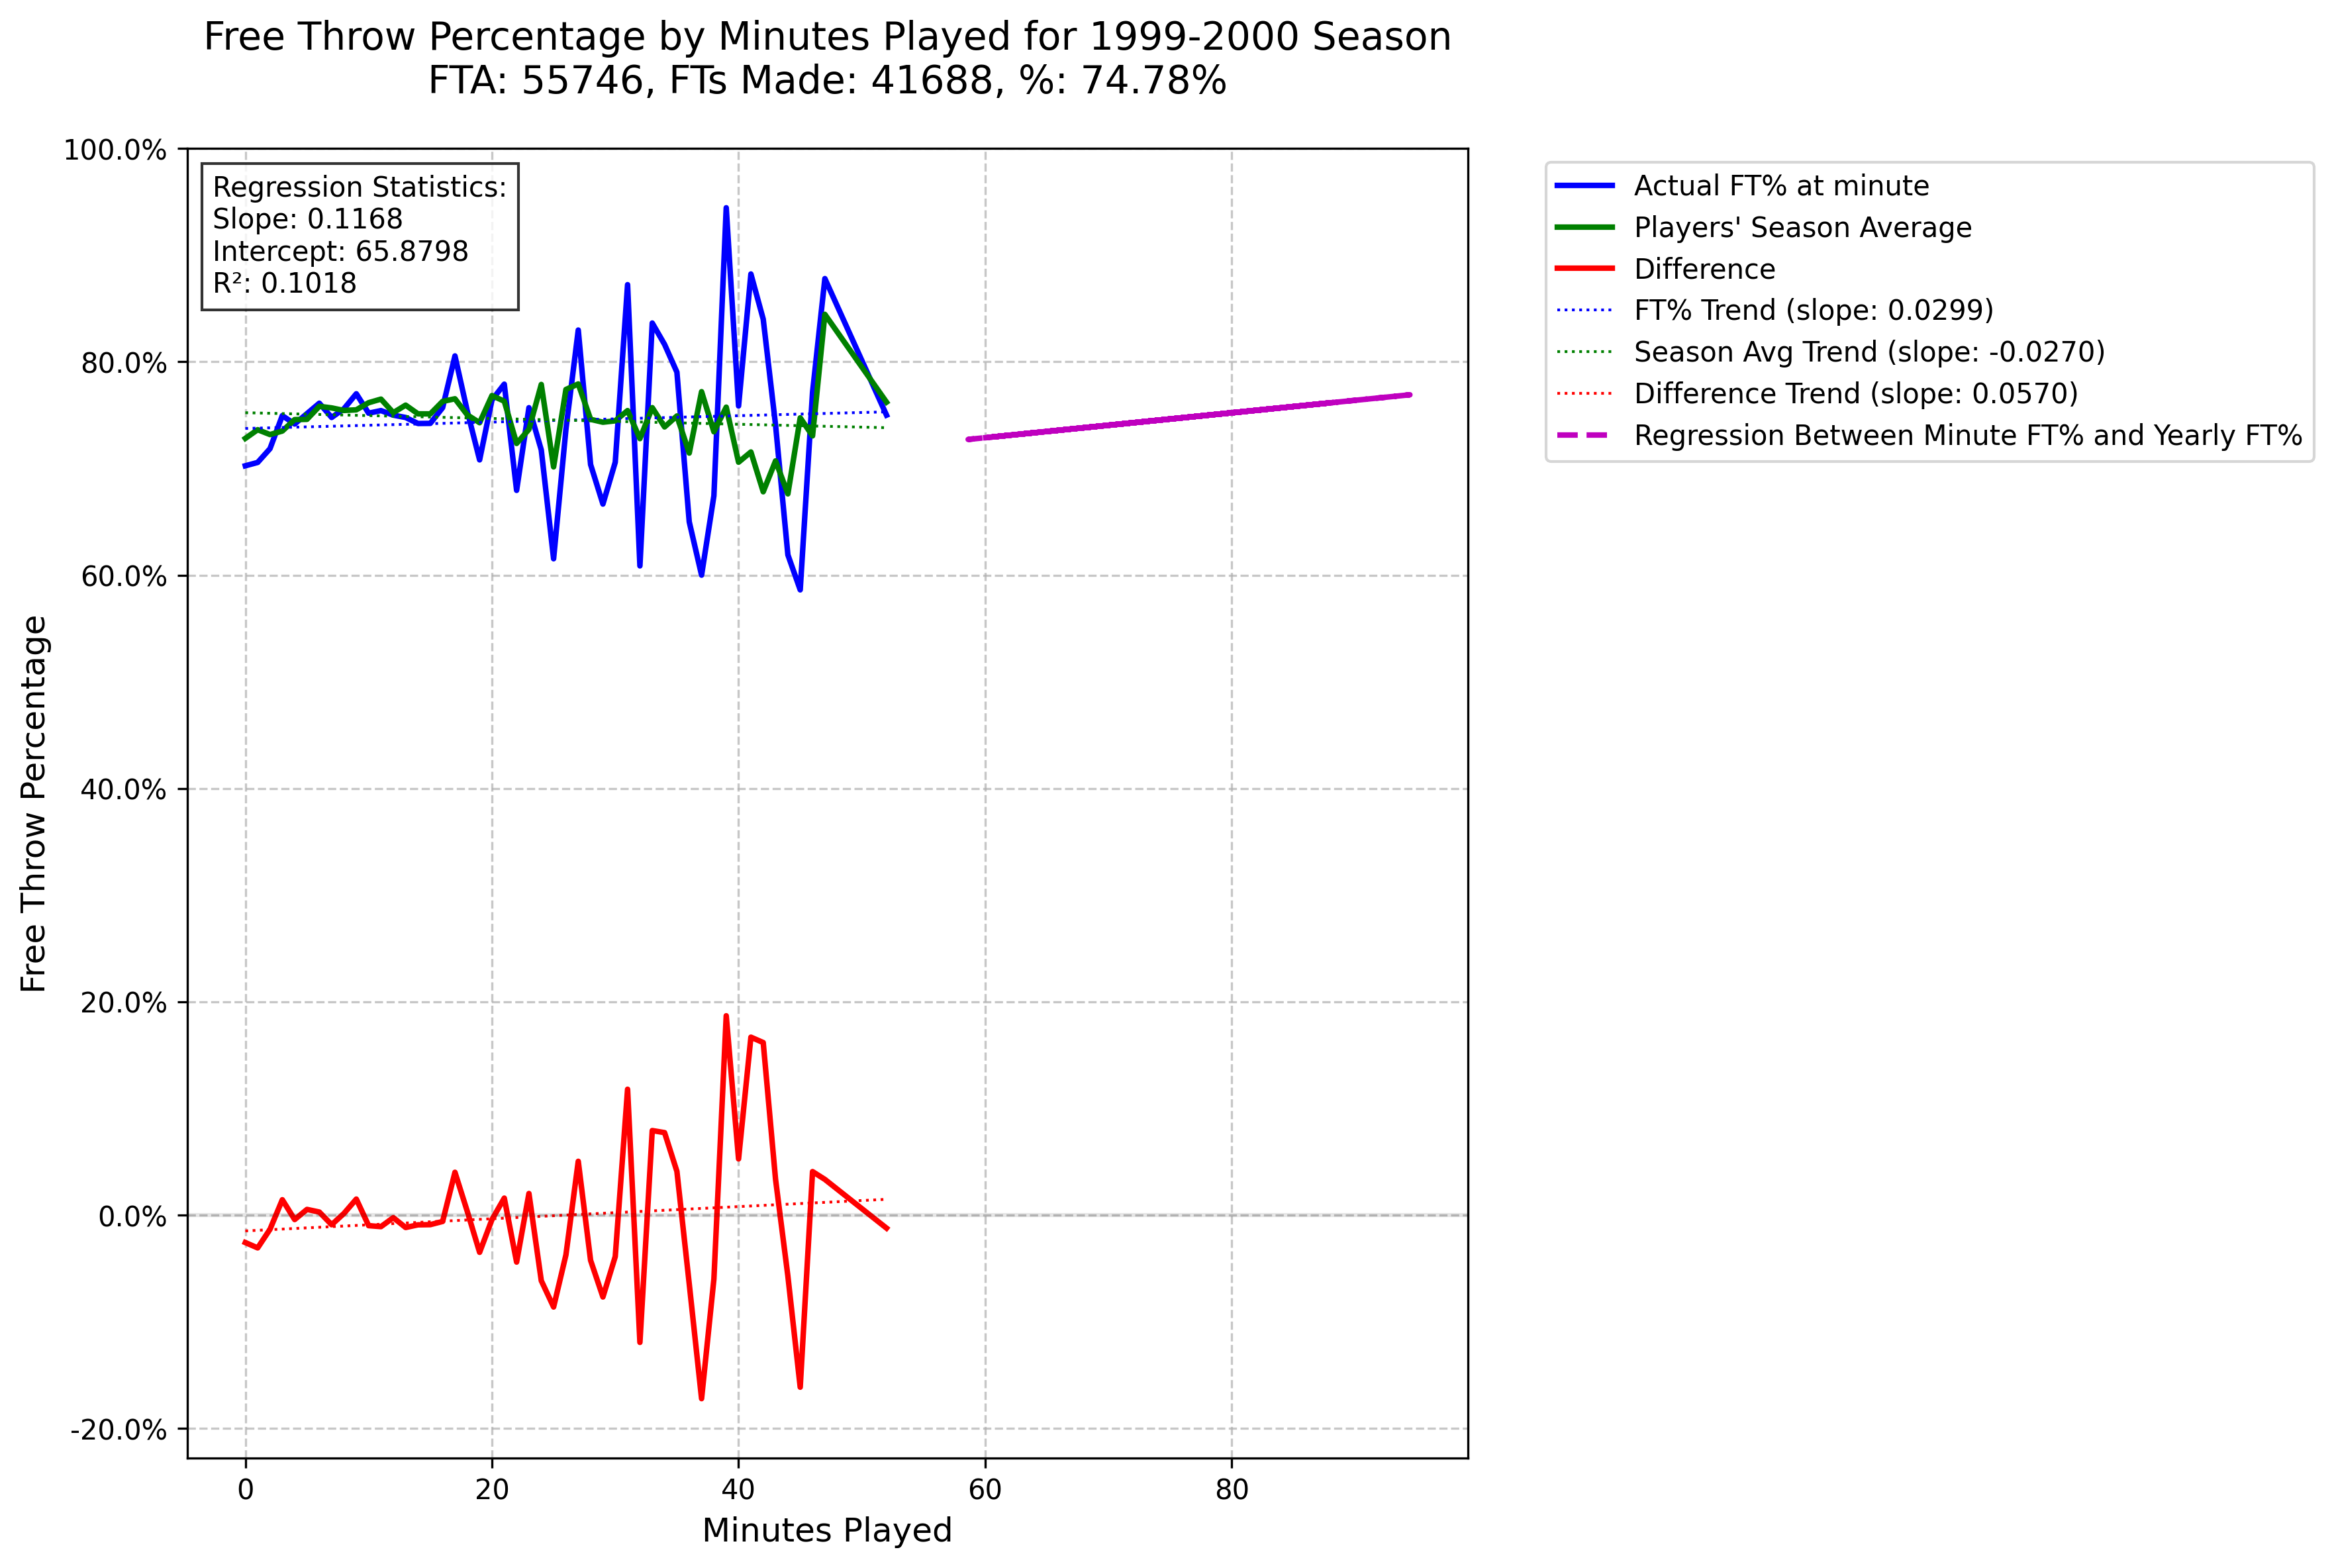 Free Throw Percentage by Minutes Played for 1999-2000 Season
FTA: 55746, FTs Made: 41688, %: 74.78%
Regression Statistics:
Slope: 0.1168
Intercept: 65.8798
R²: 0.1018
Actual FT% at minute
Players' Season Average
Difference
FT% Trend (slope: 0.0299)
Season Avg Trend (slope: -0.0270)
Difference Trend (slope: 0.0570)
Regression Between Minute FT% and Yearly FT%
Free Throw Percentage
100.0%
80.0%
60.0%
40.0%
20.0%
0.0%
-20.0%
0
20
40
60
80
Minutes Played